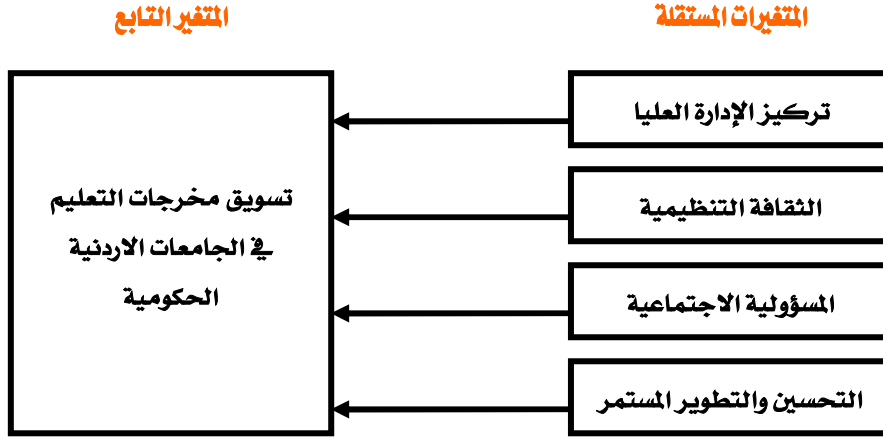 المتغيرات المستقلة
المتغير التابع
تركيز الإدارة العليا
الثقافة التنظيمية
المسؤولية الاجتماعية
التحسين والتطوير المستمر
تسويق مخرجات التعليم
في الجامعات الاردنية
الحكومية